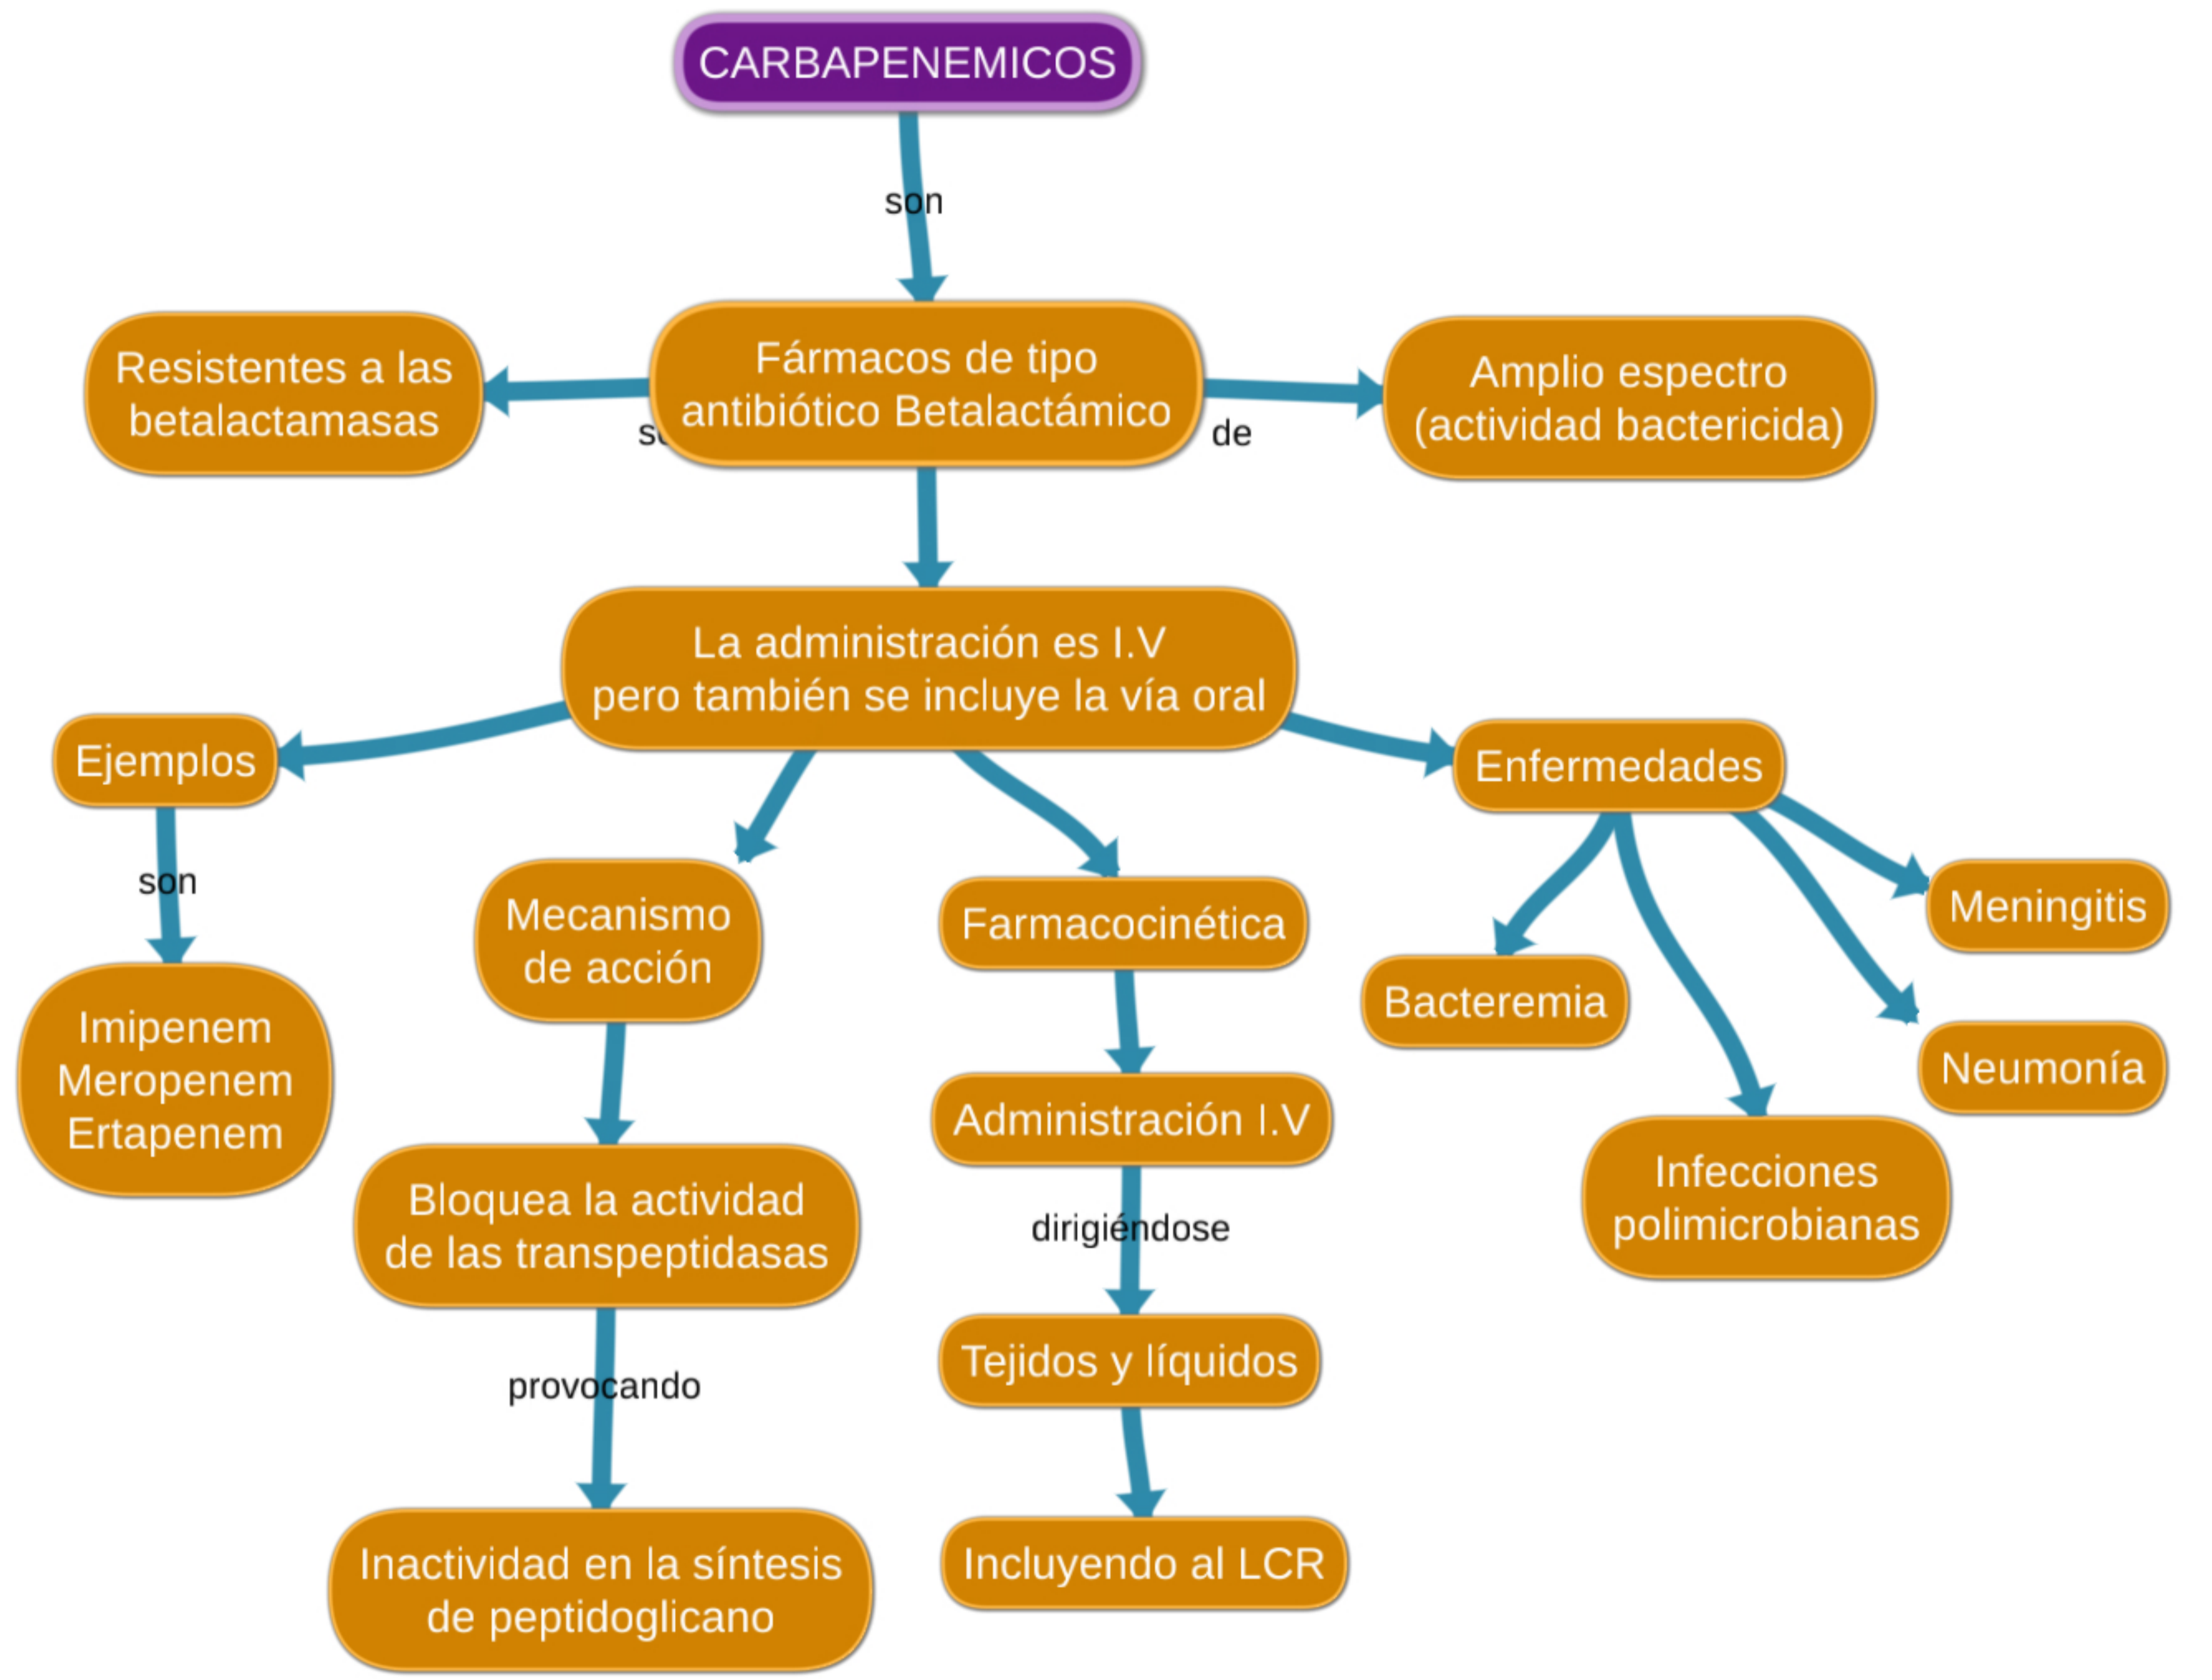 CARBAPENEMICOS
son
Resistentes a las
betalactamasas
Fármacos de tipo
antibiótico Betalactámico
de
Amplio espectro
(actividad bactericida)
La administración es I.V
pero también se incluye la vía oral
Ejemplos
son
Imipenem
Meropenem
Ertapenem
Mecanismo
de acción
Bloquea la actividad
de las transpeptidasas
provocando
Inactividad en la síntesis
de peptidoglicano
Farmacocinética
Administración I.V
dirigiéndose
Tejidos y líquidos
Incluyendo al LCR
Enfermedades
Bacteremia
Infecciones
polimicrobianas
Neumonía
Meningitis